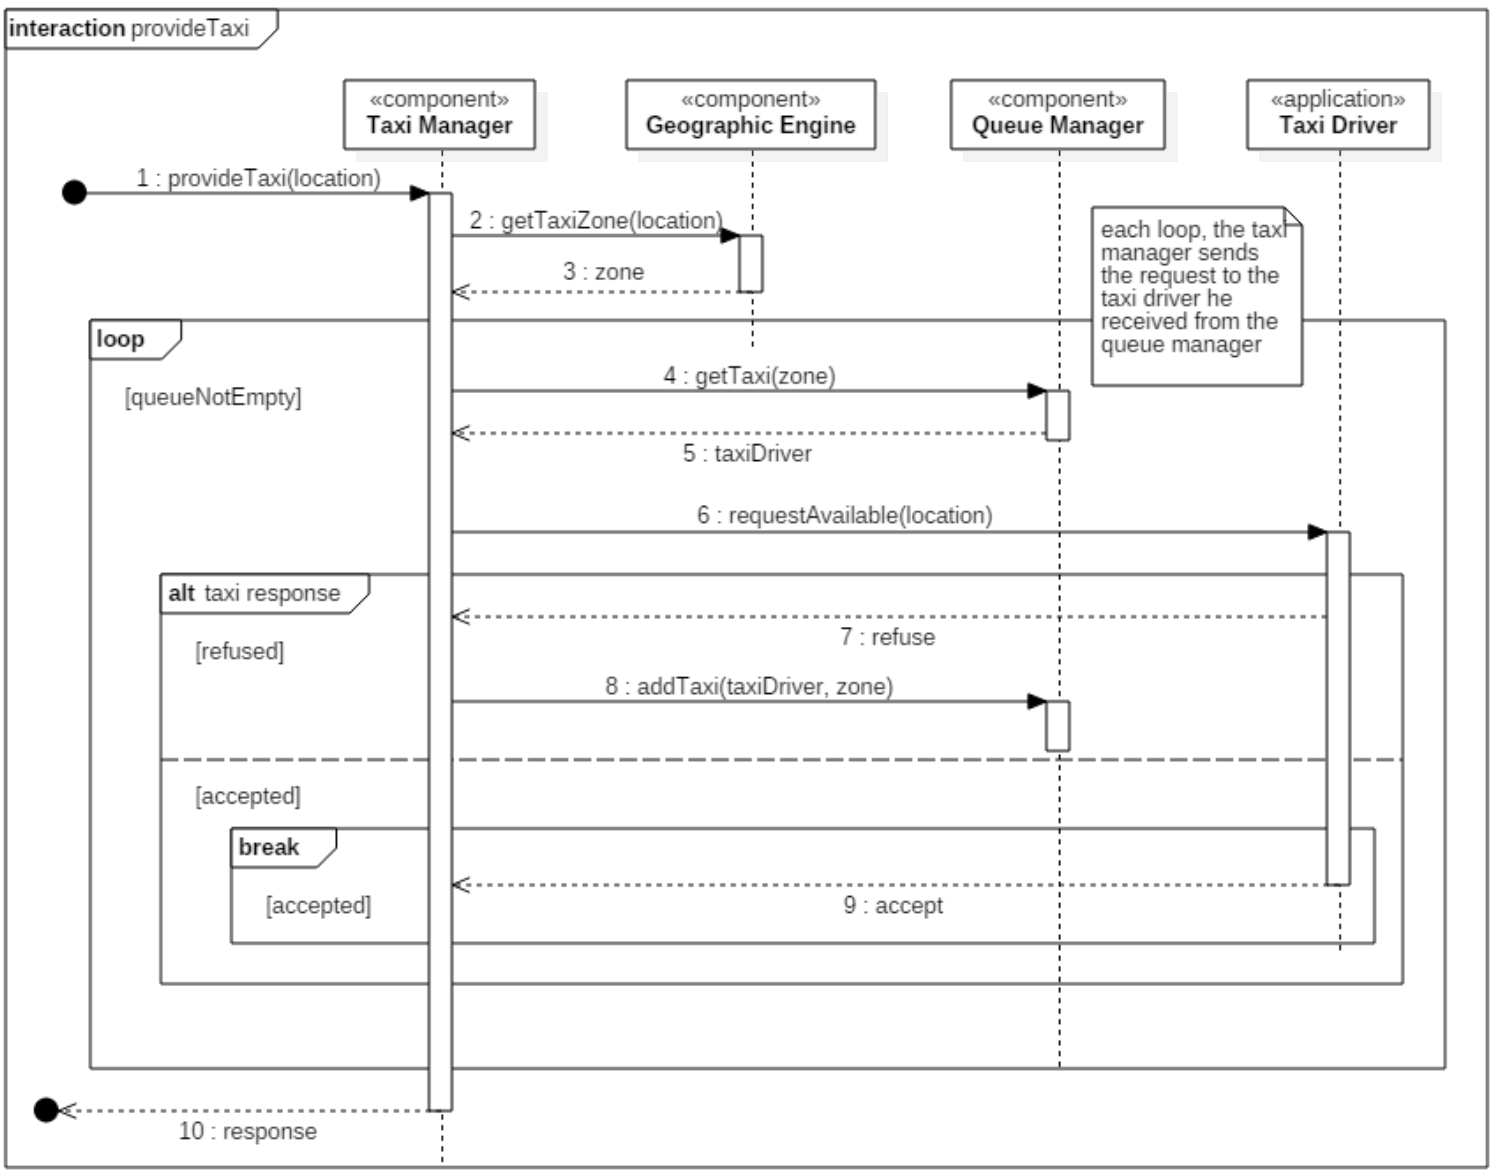 interaction provideTaxi
«component»
Taxi Manager
«component»
Geographic Engine
«component»
Queue Manager
«application»
Taxi Driver
1 : provideTaxi(location)
2 : getTaxiZone(location)
3 : zone
each loop, the taxi
manager sends
the request to the
taxi driver he
received from the
queue manager
loop
[queueNotEmpty]
4 : getTaxi(zone)
5 : taxiDriver
6 : requestAvailable(location)
alt taxi response
[refused]
7 : refuse
8 : addTaxi(taxiDriver, zone)
[accepted]
break
[accepted]
9 : accept
10 : response